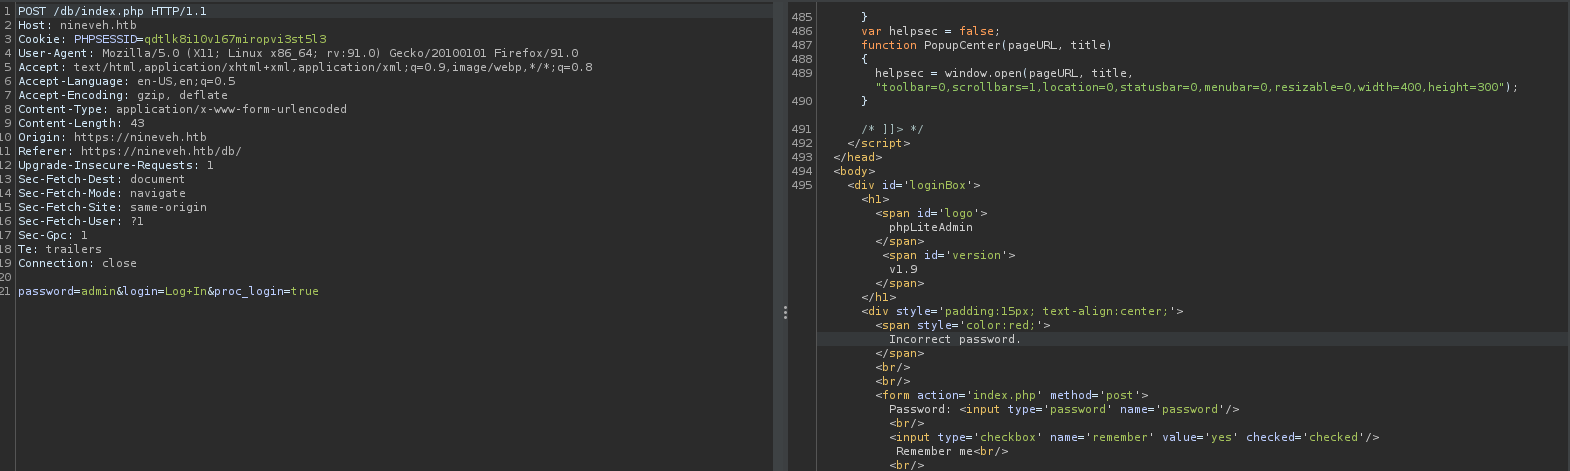 1 POST /db/index.php HTTP/1.1
2 Host: nineveh.htb
3 Cookie: PHPSESSID=qdtlk8i10v167miropvi3st5l3
4 User-Agent: Mozilla/5.0 (X11; Linux x86_64; rv:91.0) Gecko/20100101 Firefox/91.0
5 Accept: text/html,application/xhtml+xml,application/xml;q=0.9,image/webp,*/*;q=0.8
6 Accept-Language: en-US,en;q=0.5
7 Accept-Encoding: gzip, deflate
8 Content-Type: application/x-www-form-urlencoded
9 Content-Length: 43
10 Origin: https://nineveh.htb
11 Referer: https://nineveh.htb/db/
12 Upgrade-Insecure-Requests: 1
13 Sec-Fetch-Dest: document
14 Sec-Fetch-Mode: navigate
15 Sec-Fetch-Site: same-origin
16 Sec-Fetch-User: ?1
17 Sec-Gpc: 1
18 Te: trailers
19 Connection: close
20
21 password=admin&login=Log+In&proc_login=true
485 }
486 var helpsec = false;
487 function PopupCenter(pageURL, title)
488 {
489 helpsec = window.open(pageURL, title,
"toolbar=0,scrollbars=1,location=0,statusbar=0,menubar=0,resizable=0,width=400,height=300");
490 }
491 /* ]]> */
492 </script>
493 </head>
494 <body>
495 <div id='loginBox'>
<h1>
<span id='logo'>
phpLiteAdmin
</span>
<span id='version'>
v1.9
</span>
</h1>
<div style='padding:15px; text-align:center;'>
<span style='color:red;'>
Incorrect password.
</span>
<br/>
<br/>
<form action='index.php' method='post'>
Password: <input type='password' name='password'/>
<br/>
<input type='checkbox' name='remember' value='yes' checked='checked'/>
Remember me<br/>
<br/>